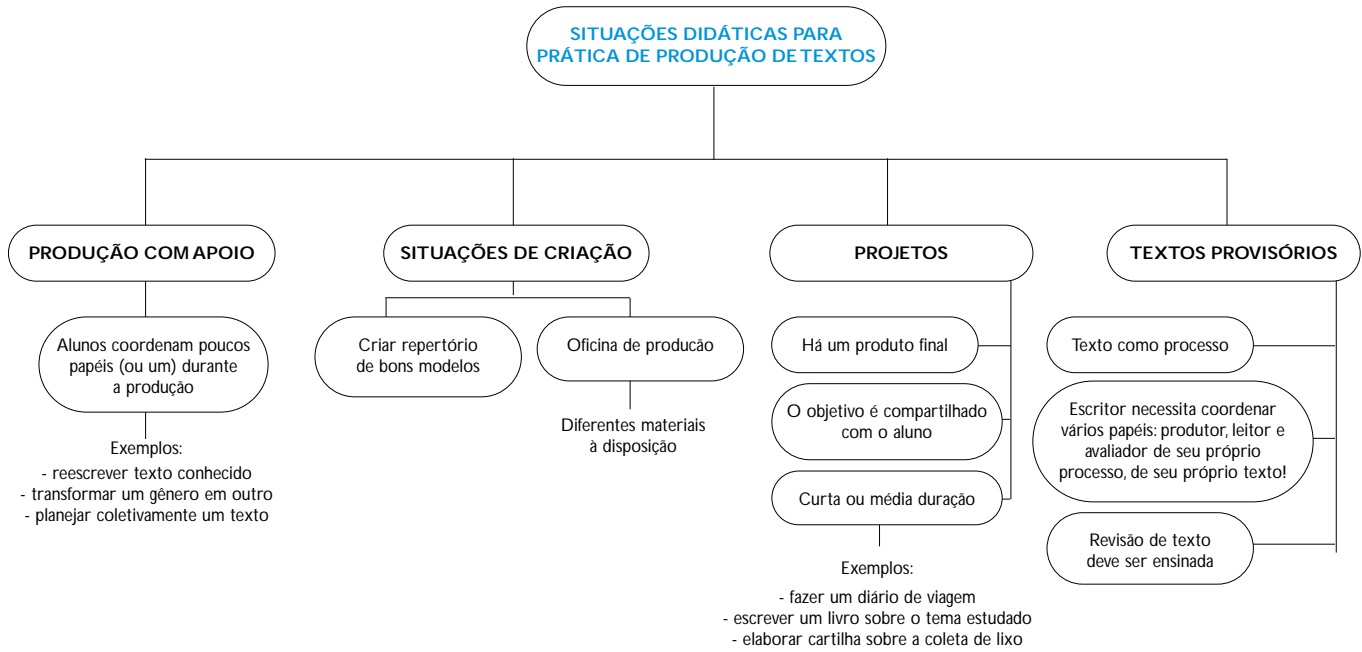 SITUAÇÕES DIDÁTICAS PARA
PRÁTICA DE PRODUÇÃO DE TEXTOS
PRODUÇÃO COM APOIO
Alunos coordenam poucos
papéis (ou um) durante
a produção
Exemplos:
- reescrever texto conhecido
- transformar um gênero em outro
- planejar coletivamente um texto
SITUAÇÕES DE CRIAÇÃO
Criar repertório
de bons modelos
Oficina de producão
Diferentes materiais
à disposição
PROJETOS
Há um produto final
O objetivo é compartilhado
com o aluno
Curta ou média duração
Exemplos:
- fazer um diário de viagem
- escrever um livro sobre o tema estudado
- elaborar cartilha sobre a coleta de lixo
TEXTOS PROVISÓRIOS
Texto como processo
Escritor necessita coordenar
vários papéis: produtor, leitor e
avaliador de seu próprio
processo, de seu próprio texto!
Revisão de texto
deve ser ensinada